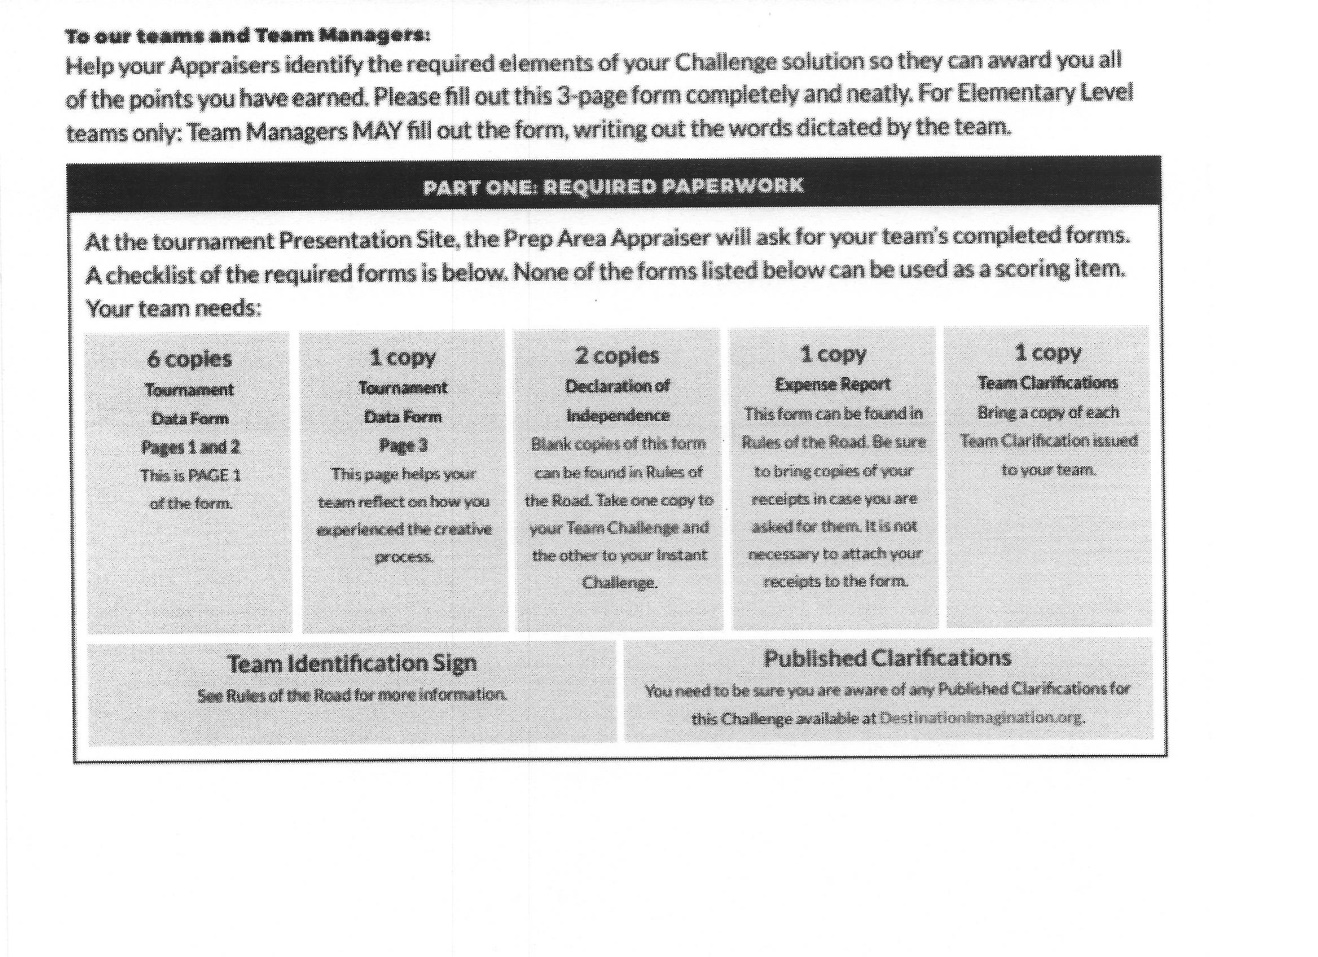 To our teams and Team Managers:
Help your Appraisers identify the required elements of your Challenge solution so they can award you all
of the points you have earned. Please fill out this 3-page form completely and neatly. For Elementary Level
teams only: Team Managers MAY fill out the form, writing out the words dictated by the team.
PART ONE: REQUIRED PAPERWORK
At the tournament Presentation Site, the Prep Area Appraiser will ask for your team's completed forms.
A checklist of the required forms is below. None of the forms listed below can be used as a scoring item.
Your team needs:
6 copies
Tournament
Data Form
Pages 1 and 2
This is PAGE 1
of the form.
1 copy
Tournament
Data Form
Page 3
This page helps your
team reflect on how you
experienced the creative
process.
2 copies
Declaration of
Independence
Blank copies of this form
can be found in Rules of
the Road. Take one copy to
your Team Challenge and
the other to your Instant
Challenge.
1 copy
Expense Report
This form can be found in
Rules of the Road. Be sure
to bring copies of your
receipts in case you are
asked for them. It is not
necessary to attach your
receipts to the form.
1 copy
Team Clarifications
Bring a copy of each
Team Clarification issued
to your team.
Team Identification Sign
See Rules of the Road for more information.
Published Clarifications
You need to be sure you are aware of any Published Clarifications for
this Challenge available at DestinationImagination.org.